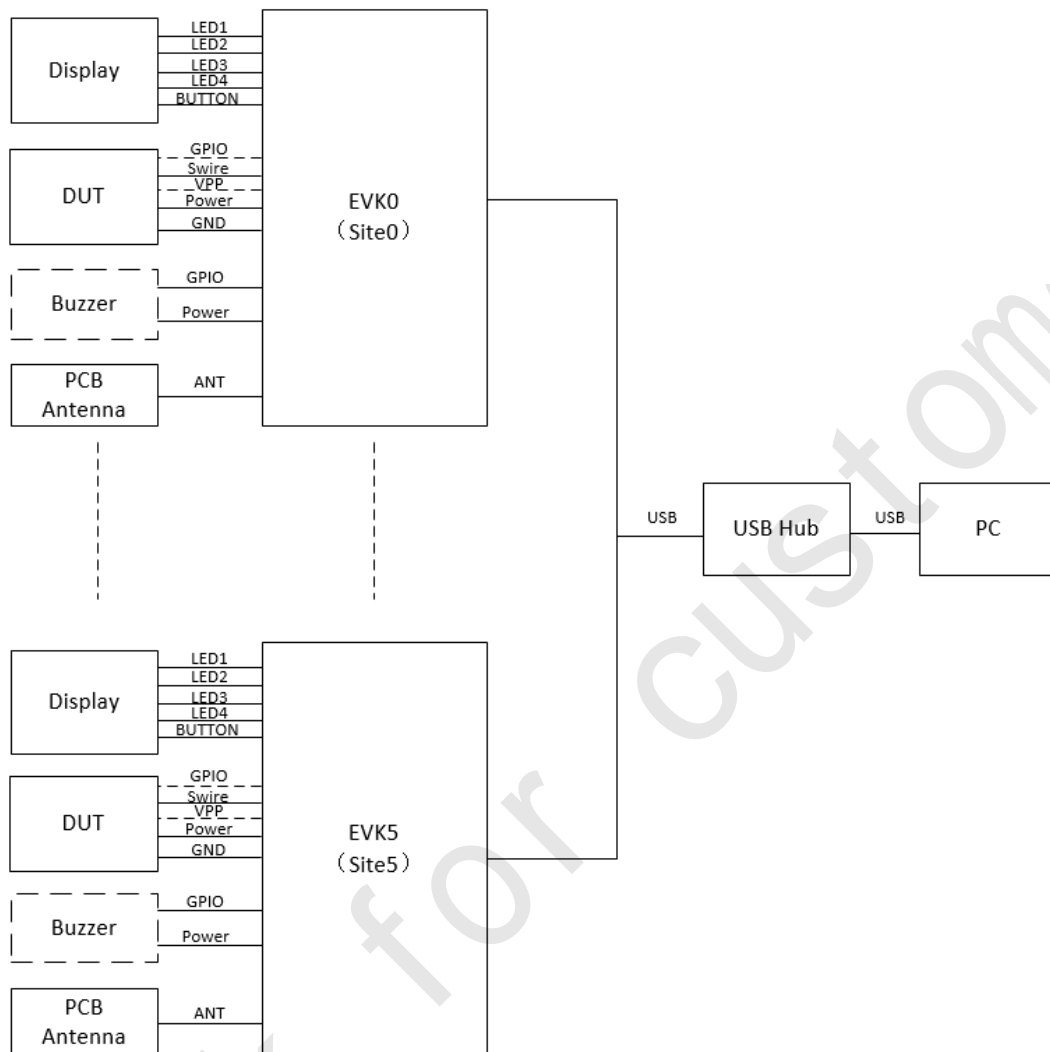 LED1
LED2
LED3
LED4
BUTTON
Display
GPIO
Swire
VPP
Power
GND
DUT
EVK0
（Site0）
GPIO
Power
Buzzer
PCB
Antenna
ANT
USB
USB Hub
USB
PC
LED1
LED2
LED3
LED4
BUTTON
Display
GPIO
Swire
VPP
Power
GND
DUT
EVK5
（Site5）
GPIO
Power
Buzzer
PCB
Antenna
ANT
for custom